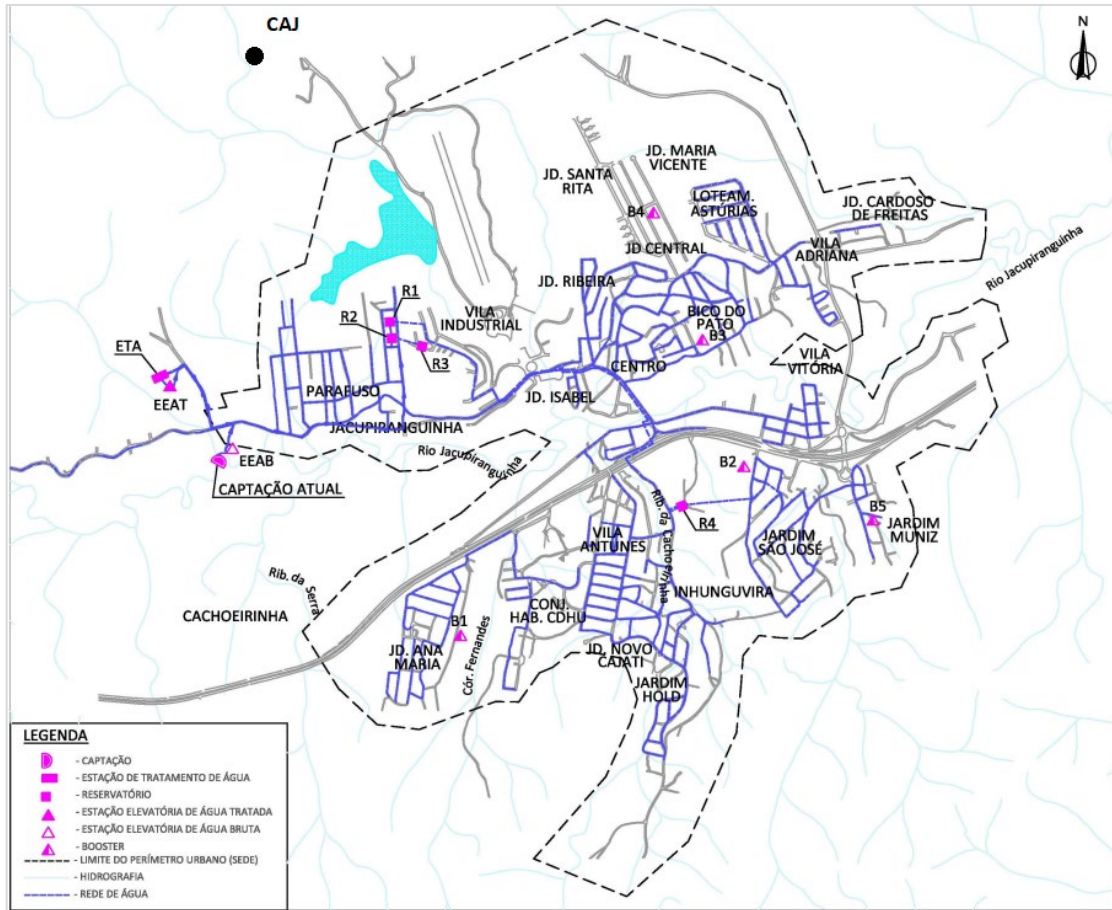 CAJ
N
JD. MARIA
VICENTE
JD. SANTA
RITA
B4
LOTEAM.
ASTÚRIAS
JD. CARDOSO
DE FREITAS
JD CENTRAL
VILA
ADRIANA
Rio Jacupiranguinha
JD. RIBEIRA
R1
R2
VILA
INDUSTRIAL
BICO DO
PATO
B3
ETA
R3
VILA
VITÓRIA
CENTRO
EEAT
PARAFUSO
JD. ISABEL
JACUPIRANGUINHA
EEAB
Rio Jacupiranguinha
CAPTAÇÃO ATUAL
B2
R4
B5
JARDIM
MUNIZ
VILA
ANTUNES
Rib. da Cachoeirinha
JARDIM
SÃO JOSÉ
Rib. da Serra
INHUNGUVIRA
CACHOEIRINHA
CONJ.
HAB. CDHU
B1
JD. ANA
MARIA
Cór. Fernandes
JD. NOVO
CAJATI
JARDIM
HOLD
LEGENDA
- CAPTAÇÃO
- ESTAÇÃO DE TRATAMENTO DE ÁGUA
- RESERVATÓRIO
- ESTAÇÃO ELEVATÓRIA DE ÁGUA TRATADA
- ESTAÇÃO ELEVATÓRIA DE ÁGUA BRUTA
- BOOSTER
- LIMITE DO PERÍMETRO URBANO (SEDE)
- HIDROGRAFIA
- REDE DE ÁGUA